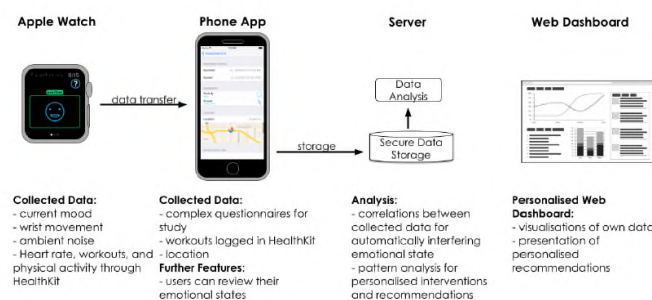 Apple Watch
Phone App
Server
Web Dashboard
data transfer
storage
Data
Analysis
Secure Data
Storage
Collected Data:
- current mood
- wrist movement
- ambient noise
- Heart rate, workouts, and
physical activity through
HealthKit
Collected Data:
- complex questionnaires for
study
- workouts logged in HealthKit
- location
Further Features:
- users can review their
emotional states
Analysis:
- correlations between
collected data for
automatically interfering
emotional state
- pattern analysis for
personalised interventions
and recommendations
Personalised Web
Dashboard:
- visualisations of own data
- presentation of
personalised
recommendations